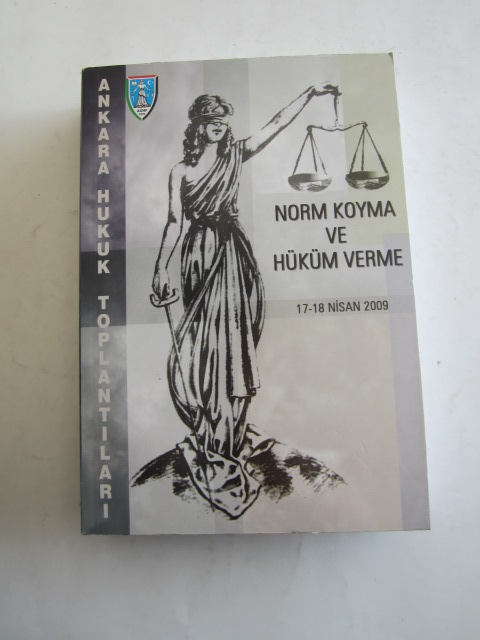 ANKARA HUKUK TOPLANTILARI
NORM KOYMA
VE
HÜKÜM VERME
17-18 NİSAN 2009